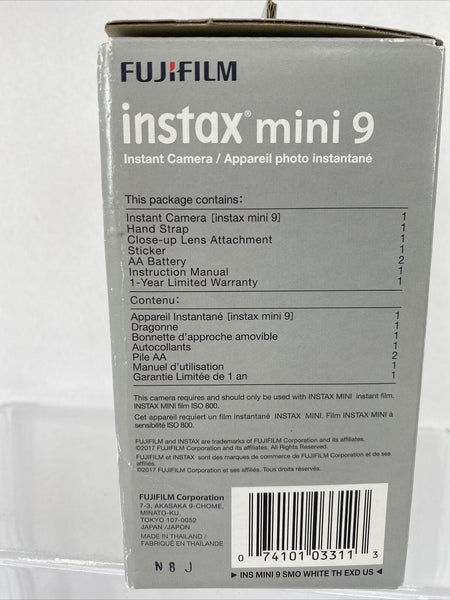 FUJIFILM
instax® mini 9
Instant Camera / Appareil photo instantané
This package contains:
Instant Camera [instax mini 9] 1
Hand Strap 1
Close-up Lens Attachment 1
Sticker 1
AA Battery 2
Instruction Manual 1
1-Year Limited Warranty 1
Contenu:
Appareil Instantané [instax mini 9] 1
Dragonne 1
Bonnette d'approche amovible 1
Autocollants 1
Pile AA 2
Manuel d'utilisation 1
Garantie Limitée de 1 an 1
This camera requires and should only be used with INSTAX MINI instant film.
INSTAX MINI film ISO 800.
Cet appareil requiert un film instantané INSTAX MINI. Film INSTAX MINI à
sensibilité ISO 800.
FUJIFILM and INSTAX are trademarks of FUJIFILM Corporation and its affiliates.
©2017 FUJIFILM Corporation and its affiliates. All Rights Reserved.
FUJIFILM et INSTAX sont des marques de commerce de FUJIFILM Corporation et de ses
affiliés.
©2017 FUJIFILM Corporation et ses affiliés. Tous droits réservés.
FUJIFILM Corporation
7-3, AKASAKA 9-CHOME,
MINATO-KU,
TOKYO 107-0052
JAPAN /JAPON
MADE IN THAILAND /
FABRIQUÉ EN THAÏLANDE
N8J
0 74101 03311 3
▶ INS MINI 9 SMO WHITE TH EXD US ◀